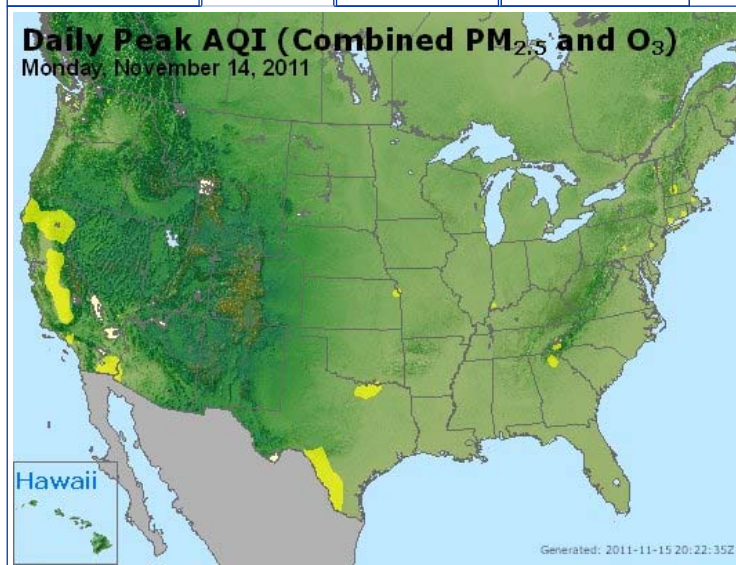 Daily Peak AQI (Combined PM2.5 and O3)
Monday, November 14, 2011
Hawaii
Generated: 2011-11-15 20:22:35Z